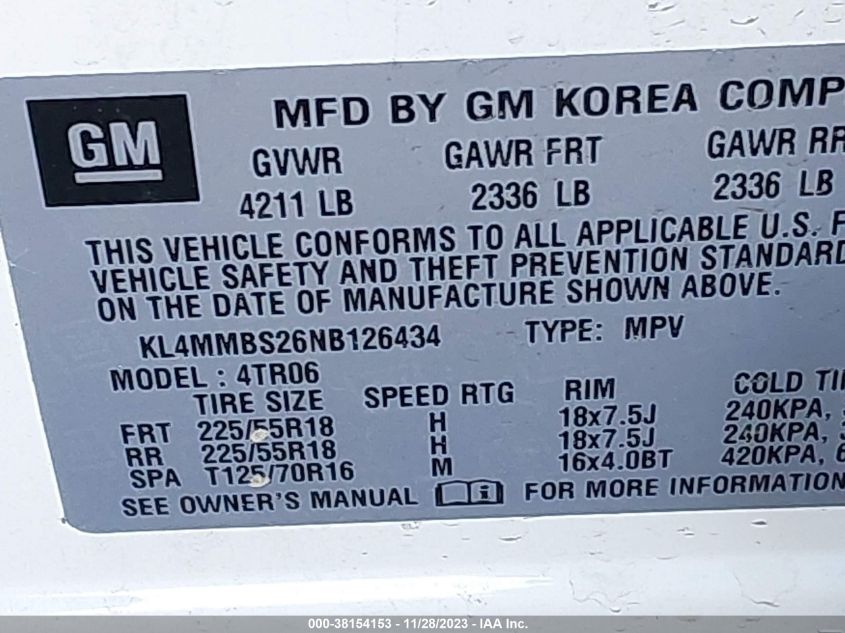 GM
MFD BY GM KOREA COMP
GVWR GAWR FRT GAWR RR
4211 LB 2336 LB 2336 LB
THIS VEHICLE CONFORMS TO ALL APPLICABLE U.S. F
VEHICLE SAFETY AND THEFT PREVENTION STANDARD
ON THE DATE OF MANUFACTURE SHOWN ABOVE.
KL4MMBS26NB126434 TYPE: MPV
MODEL : 4TR06
TIRE SIZE SPEED RTG RIM COLD TI
FRT 225/55R18 H 18x7.5J 240KPA,
RR 225/55R18 H 18x7.5J 240KPA,
SPA T125/70R16 M 16x4.0BT 420KPA, 6
SEE OWNER'S MANUAL i FOR MORE INFORMATION
000-38154153 - 11/28/2023 - IAA Inc.